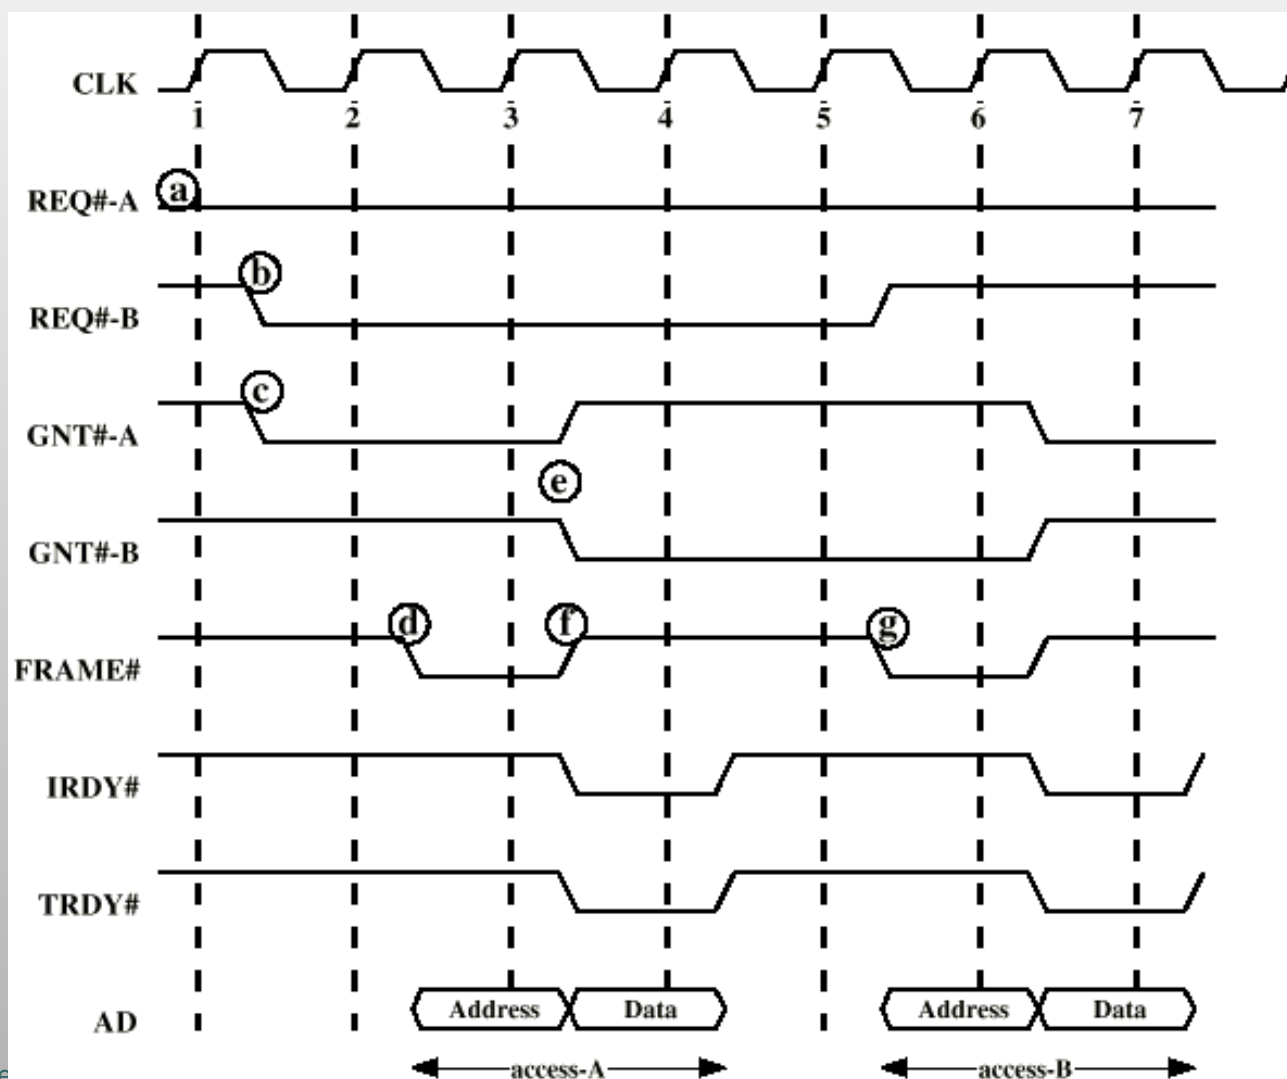 CLK
1 2 3 4 5 6 7
a
REQ#-A
b
REQ#-B
c
GNT#-A
e
GNT#-B
d f g
FRAME#
IRDY#
TRDY#
Address Data Address Data
AD
access-A access-B
e